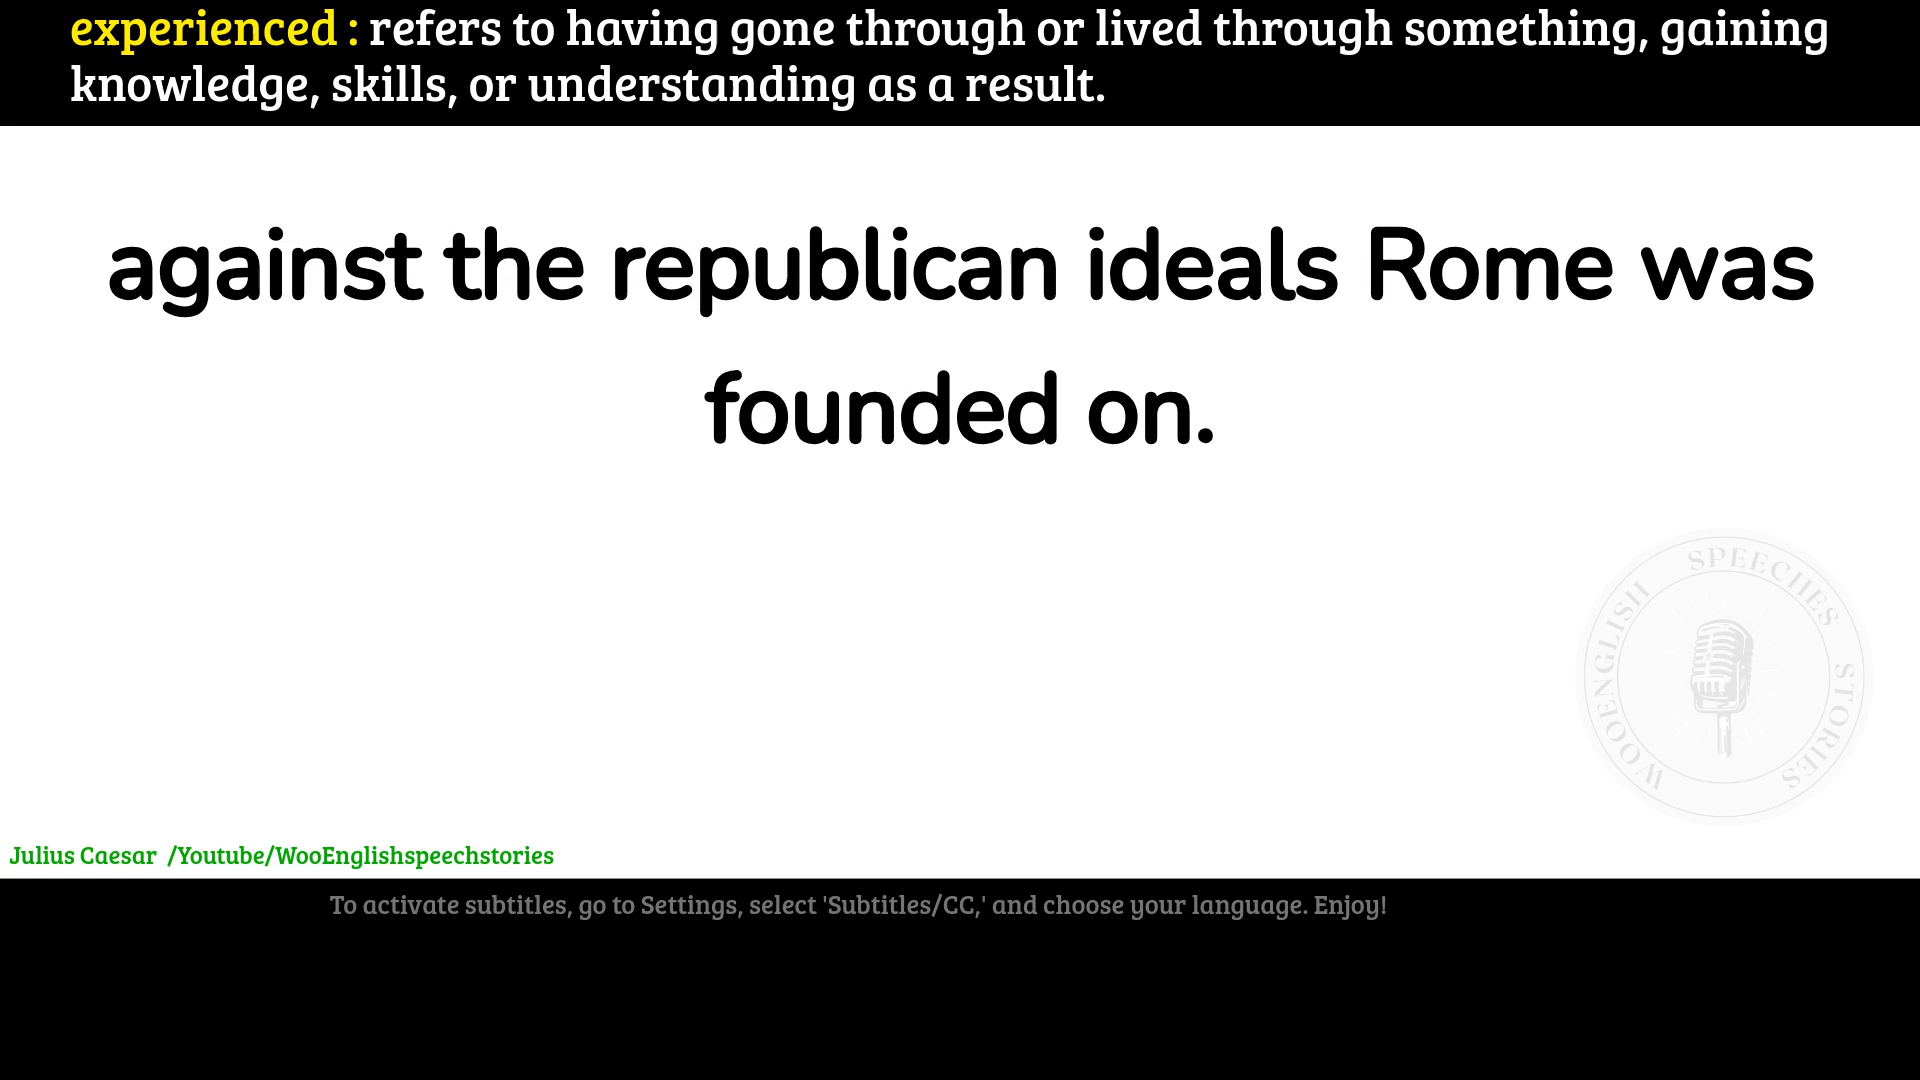 experienced : refers to having gone through or lived through something, gaining
knowledge, skills, or understanding as a result.
against the republican ideals Rome was
founded on.
WOOENGLISH SPEECHES STORIES
Julius Caesar /Youtube/WooEnglishspeechstories
To activate subtitles, go to Settings, select 'Subtitles/CC,' and choose your language. Enjoy!